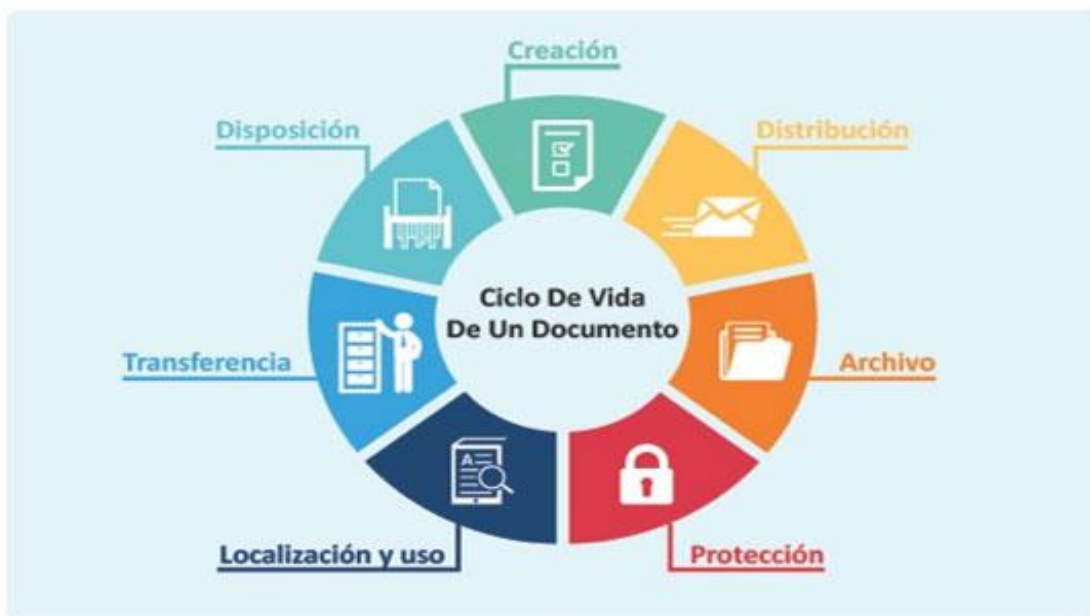 Creación
Disposición
Distribución
Ciclo De Vida
De Un Documento
Transferencia
Archivo
A
Localización y uso
Protección